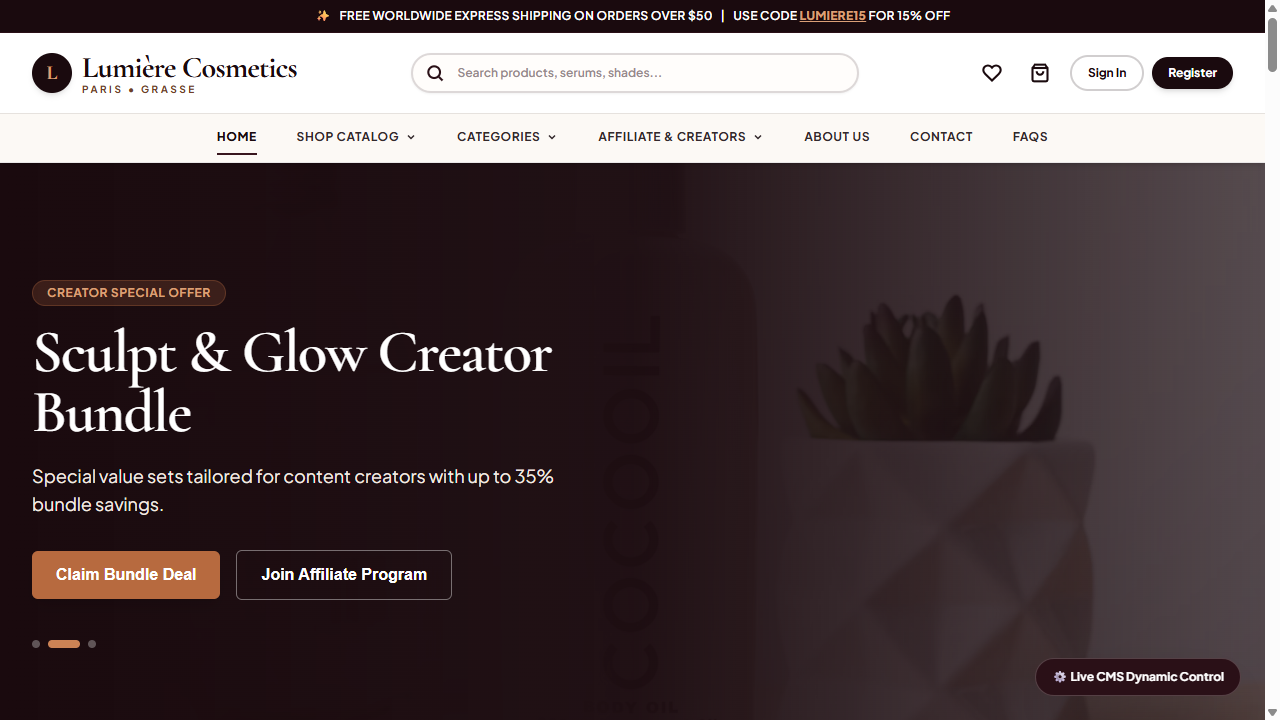 ✨ FREE WORLDWIDE EXPRESS SHIPPING ON ORDERS OVER $50 | USE CODE LUMIERE15 FOR 15% OFF
L
Lumière Cosmetics
PARIS • GRASSE
Search products, serums, shades...
Sign In
Register
HOME
SHOP CATALOG
CATEGORIES
AFFILIATE & CREATORS
ABOUT US
CONTACT
FAQS
CREATOR SPECIAL OFFER
Sculpt & Glow Creator
Bundle
Special value sets tailored for content creators with up to 35%
bundle savings.
Claim Bundle Deal
Join Affiliate Program
COCOOIL
⚙️ Live CMS Dynamic Control